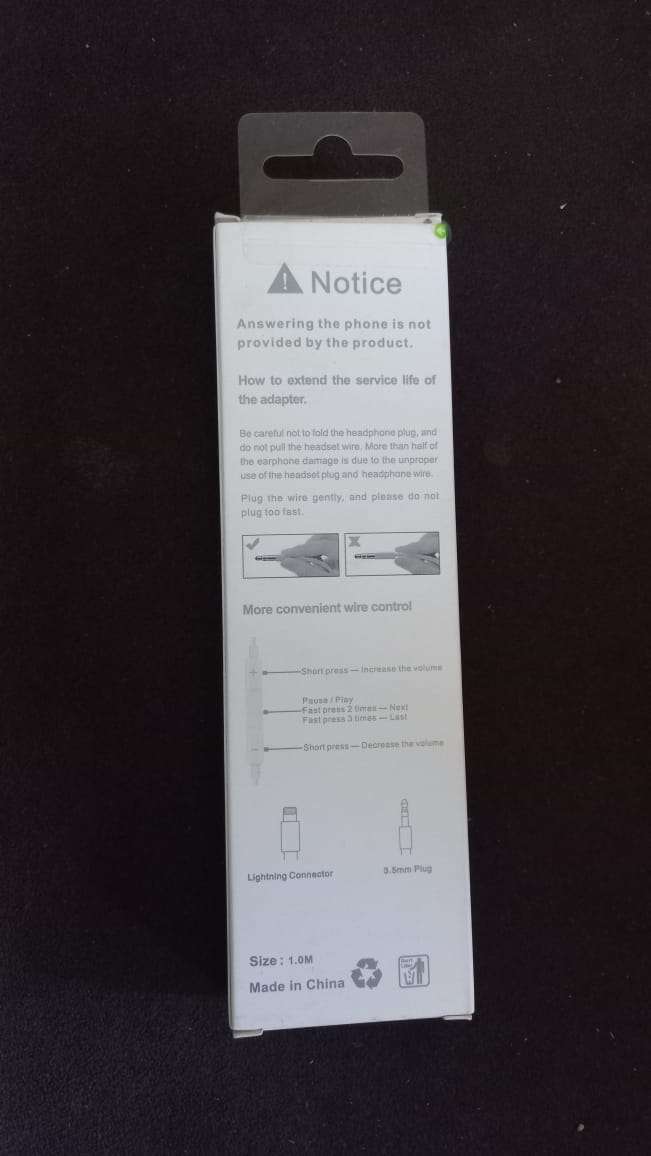 ! Notice
Answering the phone is not
provided by the product.
How to extend the service life of
the adapter.
Be careful not to fold the headphone plug, and
do not pull the headset wire. More than half of
the earphone damage is due to the unproper
use of the headset plug and headphone wire.
Plug the wire gently, and please do not
plug too fast.
More convenient wire control
+ Short press — Increase the volume
Pause / Play
Fast press 2 times — Next
Fast press 3 times — Last
– Short press — Decrease the volume
Lightning Connector
3.5mm Plug
Size : 1.0M
Made in China